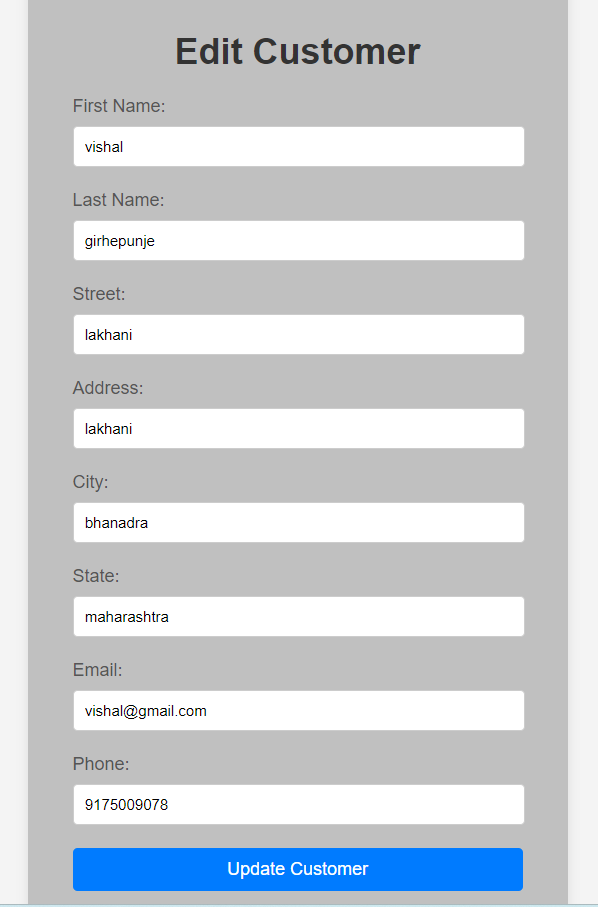 Edit Customer
First Name:
vishal
Last Name:
girhepunje
Street:
lakhani
Address:
lakhani
City:
bhanadra
State:
maharashtra
Email:
vishal@gmail.com
Phone:
9175009078
Update Customer